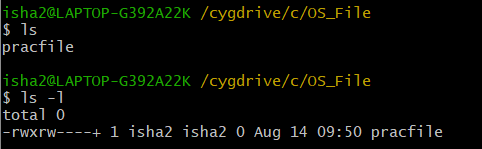 isha2@LAPTOP-G392A22K /cygdrive/c/OS_File
$ ls
pracfile
isha2@LAPTOP-G392A22K /cygdrive/c/OS_File
$ ls -l
total 0
-rwxrw----+ 1 isha2 isha2 0 Aug 14 09:50 pracfile